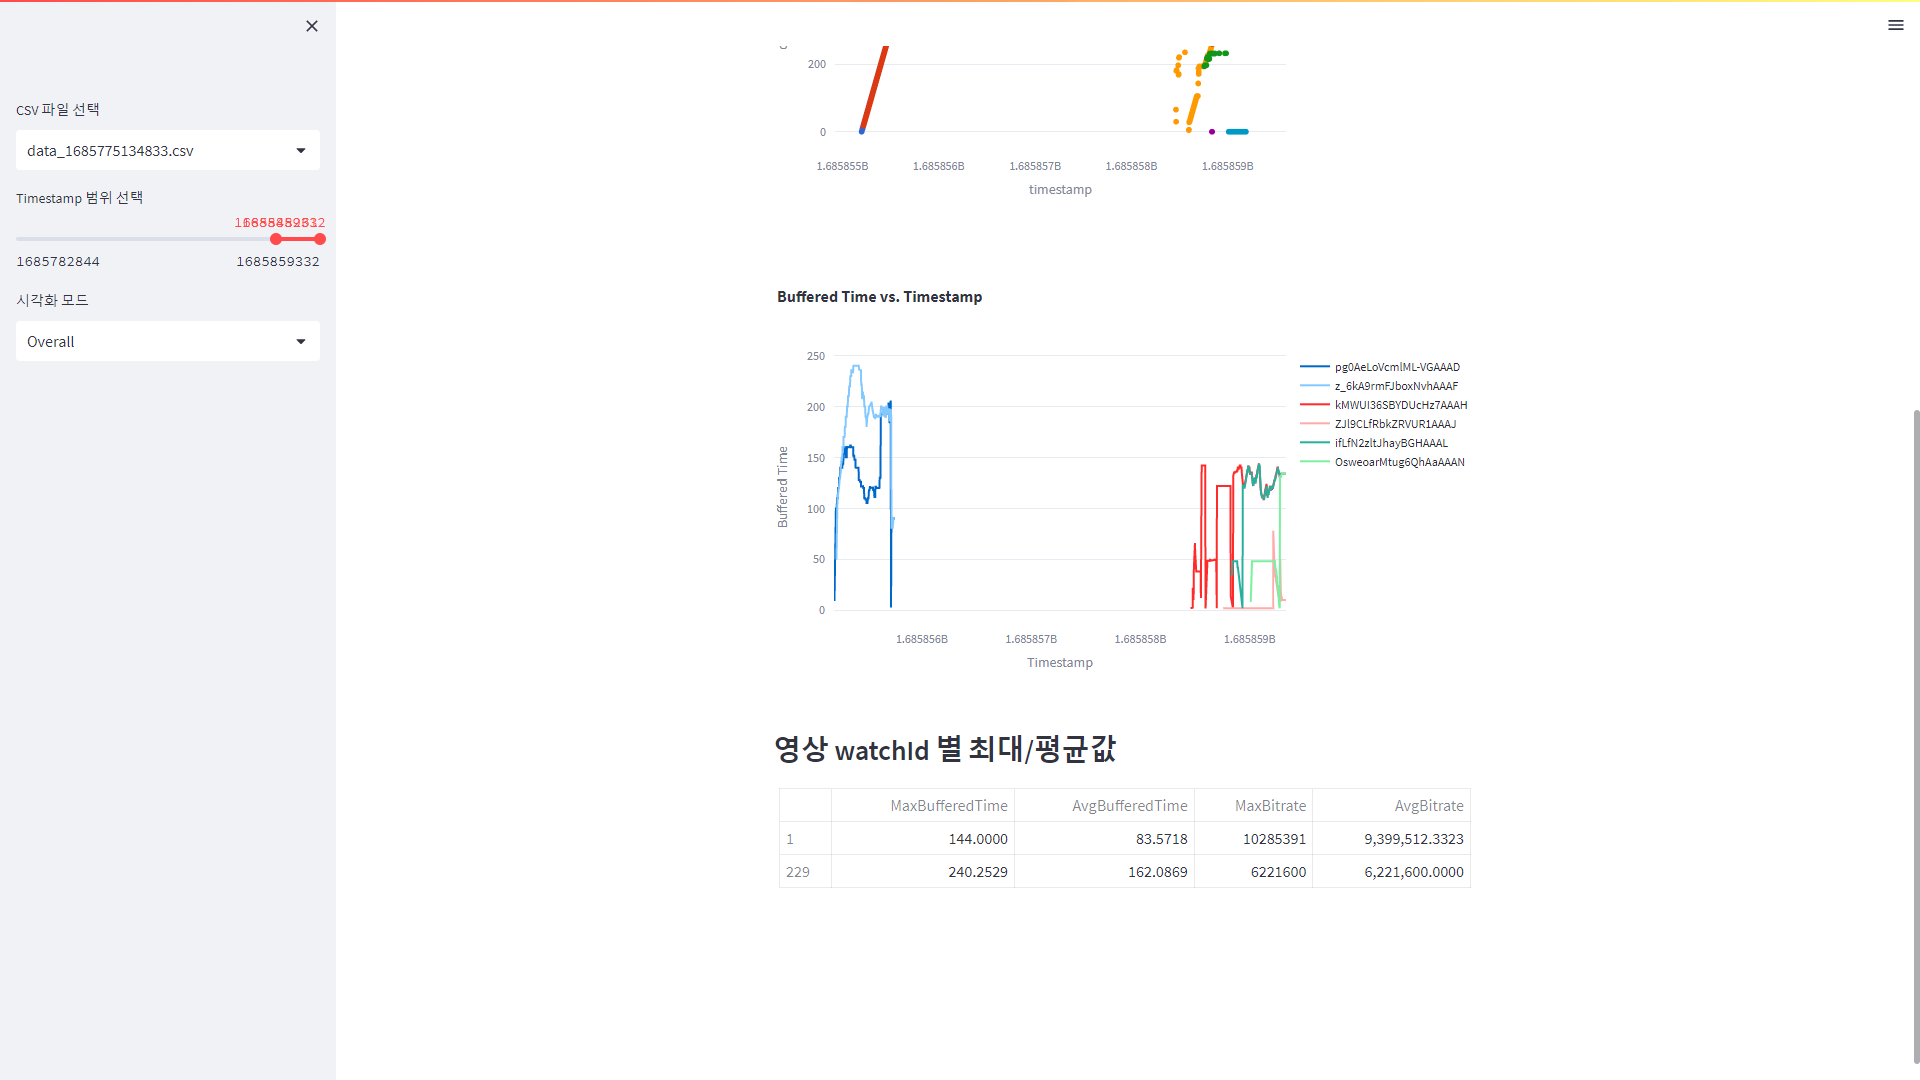 CSV 파일 선택
data_1685775134833.csv
Timestamp 범위 선택
1685782844
1685859332
시각화 모드
Overall
200
0
1.685855B
1.685856B
1.685857B
1.685858B
1.685859B
timestamp
Buffered Time vs. Timestamp
250
200
150
100
50
0
Buffered Time
1.685856B
1.685857B
1.685858B
1.685859B
Timestamp
pg0AeLoVcmlML-VGAAAD
z_6kA9rmFJboxNvhAAAF
kMWUI36SBYDUcHz7AAAH
ZJl9CLfRbkZRVUR1AAAJ
ifLfN2zltJhayBGHAAAL
OsweoarMtug6QhAaAAAN
영상 watchId 별 최대/평균값
MaxBufferedTime AvgBufferedTime MaxBitrate AvgBitrate
1 144.0000 83.5718 10285391 9,399,512.3323
229 240.2529 162.0869 6221600 6,221,600.0000